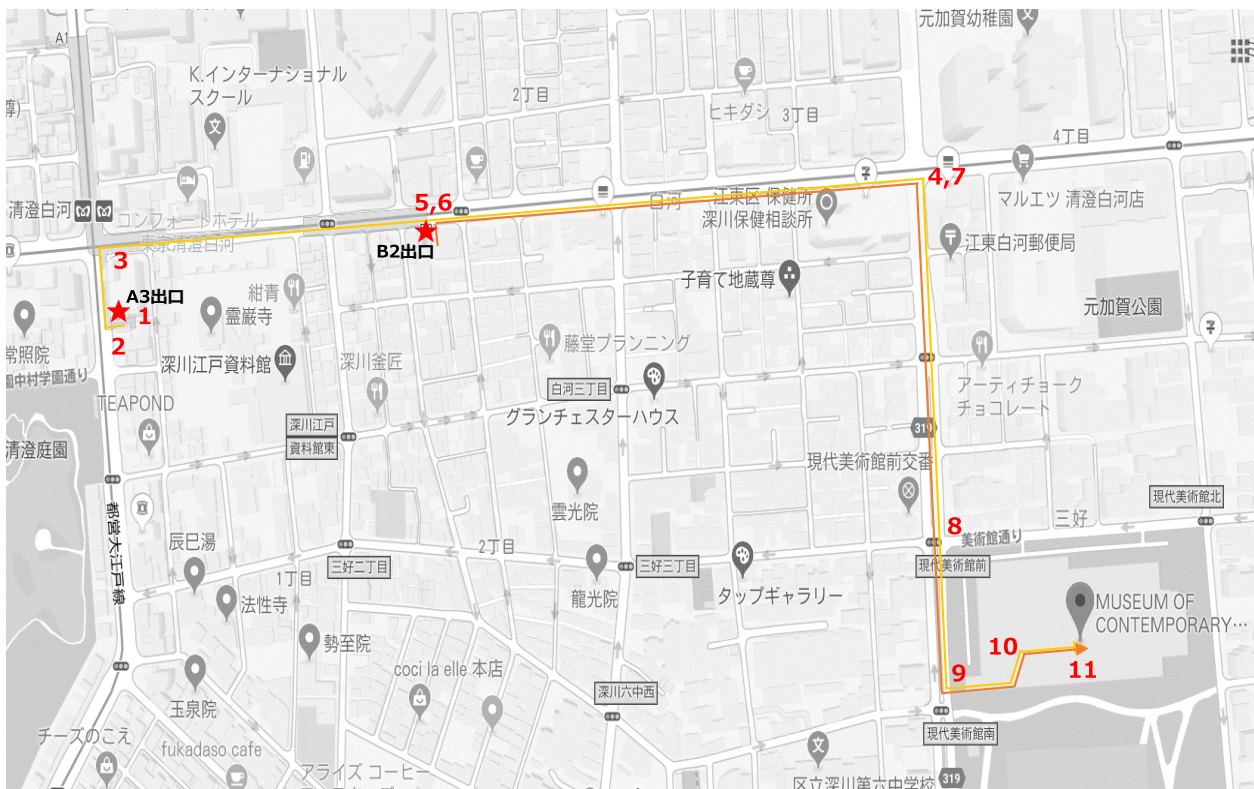 元加賀幼稚園
A1
K.インターナショナル
スクール
2丁目
ヒキダシ
3丁目
4丁目
清澄白河
コンフォートホテル
東京清澄白河
5,6
B2出口
白河
江東区 保健所
深川保健相談所
4,7
マルエツ 清澄白河店
江東白河郵便局
3
A3出口
1
2
紺青
霊巌寺
子育て地蔵尊
元加賀公園
常照院
深川江戸資料館
深川釜匠
藤堂プランニング
白河三丁目
グランチェスターハウス
アーティチョーク
チョコレート
園中村学園通り
TEAPOND
深川江戸
資料館東
319
清澄庭園
現代美術館前交番
雲光院
都営大江戸線
辰巳湯
2丁目
三好二丁目
三好三丁目
8
美術館通り
三好
現代美術館北
現代美術館前
1丁目
法性寺
龍光院
タップギャラリー
MUSEUM OF
CONTEMPORARY…
勢至院
coci la elle 本店
深川六中西
9
10
11
玉泉院
チーズのこえ
fukadaso cafe
アライズ コーヒー
現代美術館南
区立深川第六中学校
319